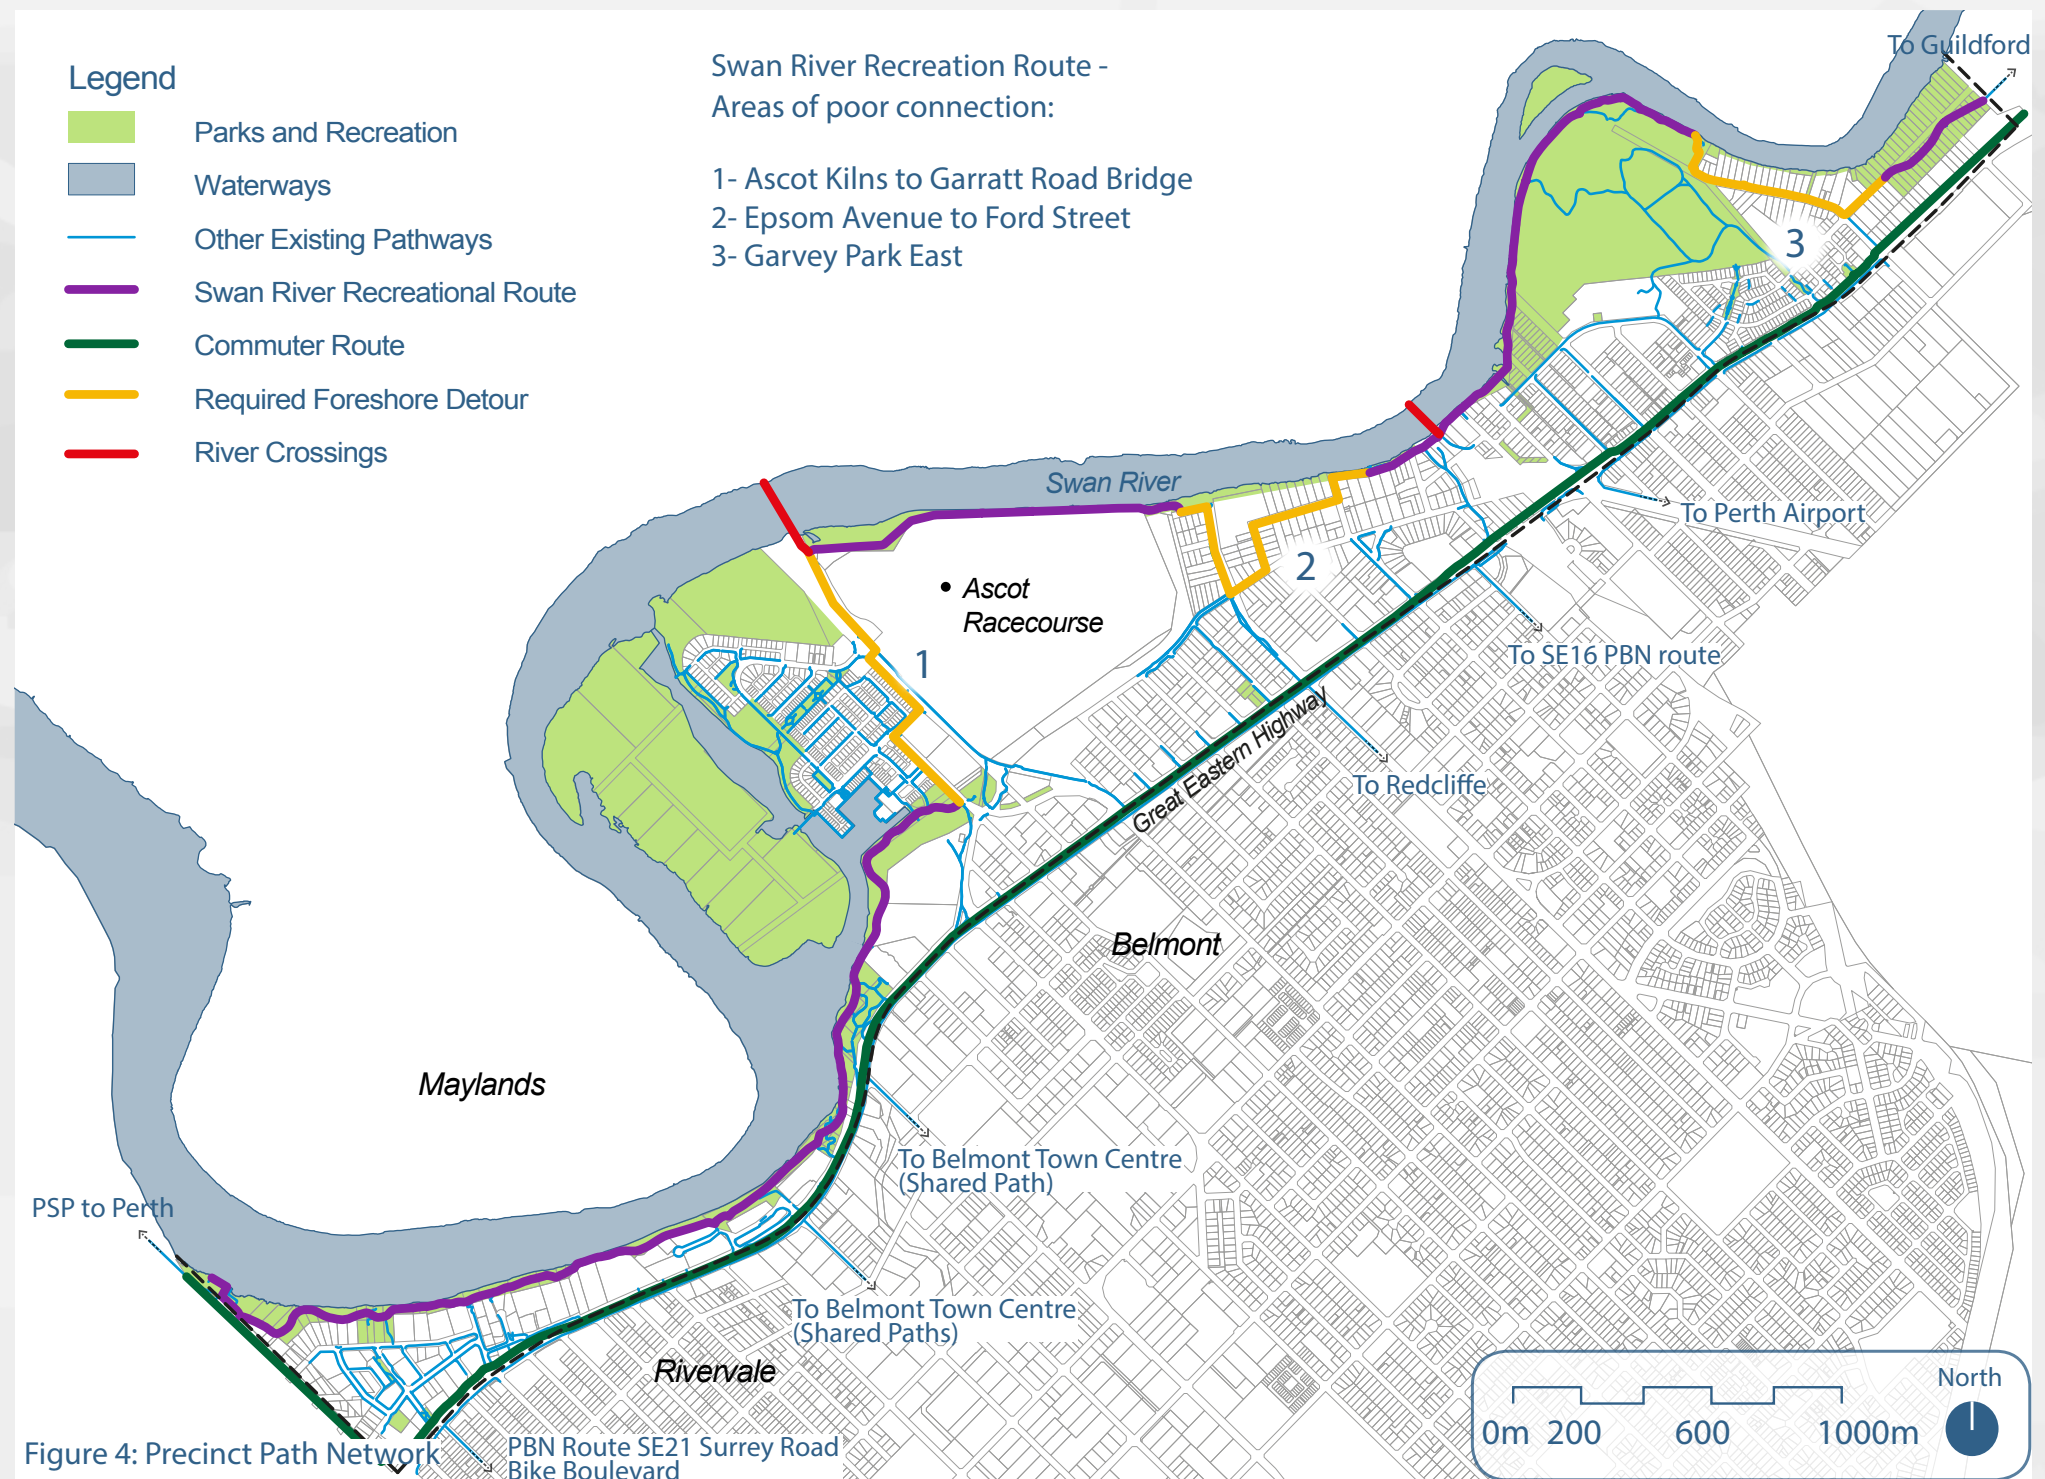 Legend
Parks and Recreation
Waterways
Other Existing Pathways
Swan River Recreational Route
Commuter Route
Required Foreshore Detour
River Crossings
Swan River Recreation Route -
Areas of poor connection:
1- Ascot Kilns to Garratt Road Bridge
2- Epsom Avenue to Ford Street
3- Garvey Park East
To Guildford
3
Swan River
To Perth Airport
2
Ascot
Racecourse
1
To SE16 PBN route
Great Eastern Highway
To Redcliffe
Belmont
Maylands
To Belmont Town Centre
(Shared Path)
PSP to Perth
To Belmont Town Centre
(Shared Paths)
Rivervale
North
0m 200 600 1000m
Figure 4: Precinct Path Network
PBN Route SE21 Surrey Road
Bike Boulevard